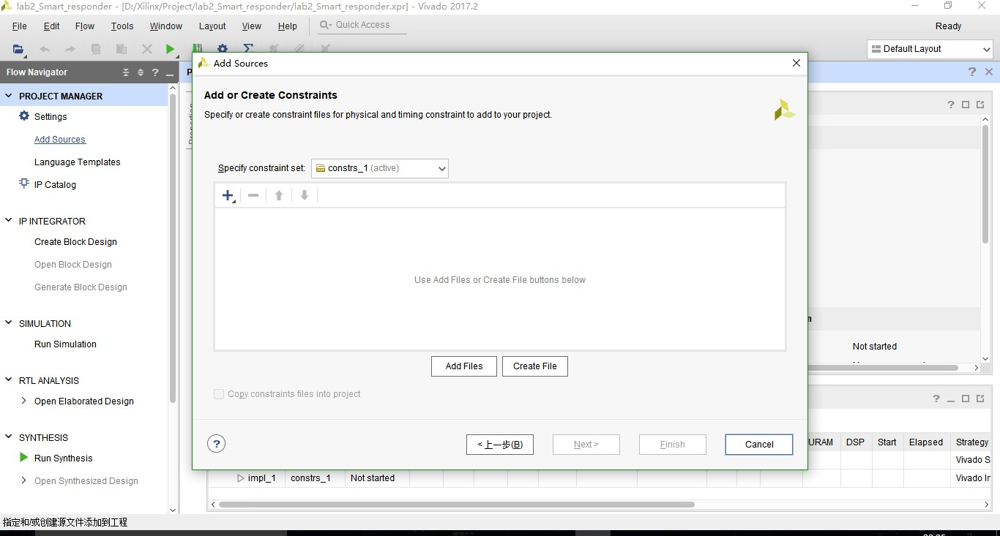 lab2_Smart_responder - [D:/Xilinx/Project/lab2_Smart_responder/lab2_Smart_responder.xpr] - Vivado 2017.2
File Edit Flow Tools Window Layout View Help Quick Access Ready
Default Layout
Flow Navigator
PROJECT MANAGER
Settings
Add Sources
Language Templates
IP Catalog
IP INTEGRATOR
Create Block Design
Open Block Design
Generate Block Design
SIMULATION
Run Simulation
RTL ANALYSIS
Open Elaborated Design
SYNTHESIS
Run Synthesis
Open Synthesized Design
Add Sources
Add or Create Constraints
Specify or create constraint files for physical and timing constraint to add to your project.
Specify constraint set: constrs_1 (active)
Use Add Files or Create File buttons below
Add Files Create File
Copy constraints files into project
? < 上一步(B) Next > Finish Cancel
Not started
URAM DSP Start Elapsed Strategy
Vivado S
impl_1 constrs_1 Not started Vivado In
指定和/或创建源文件添加到工程